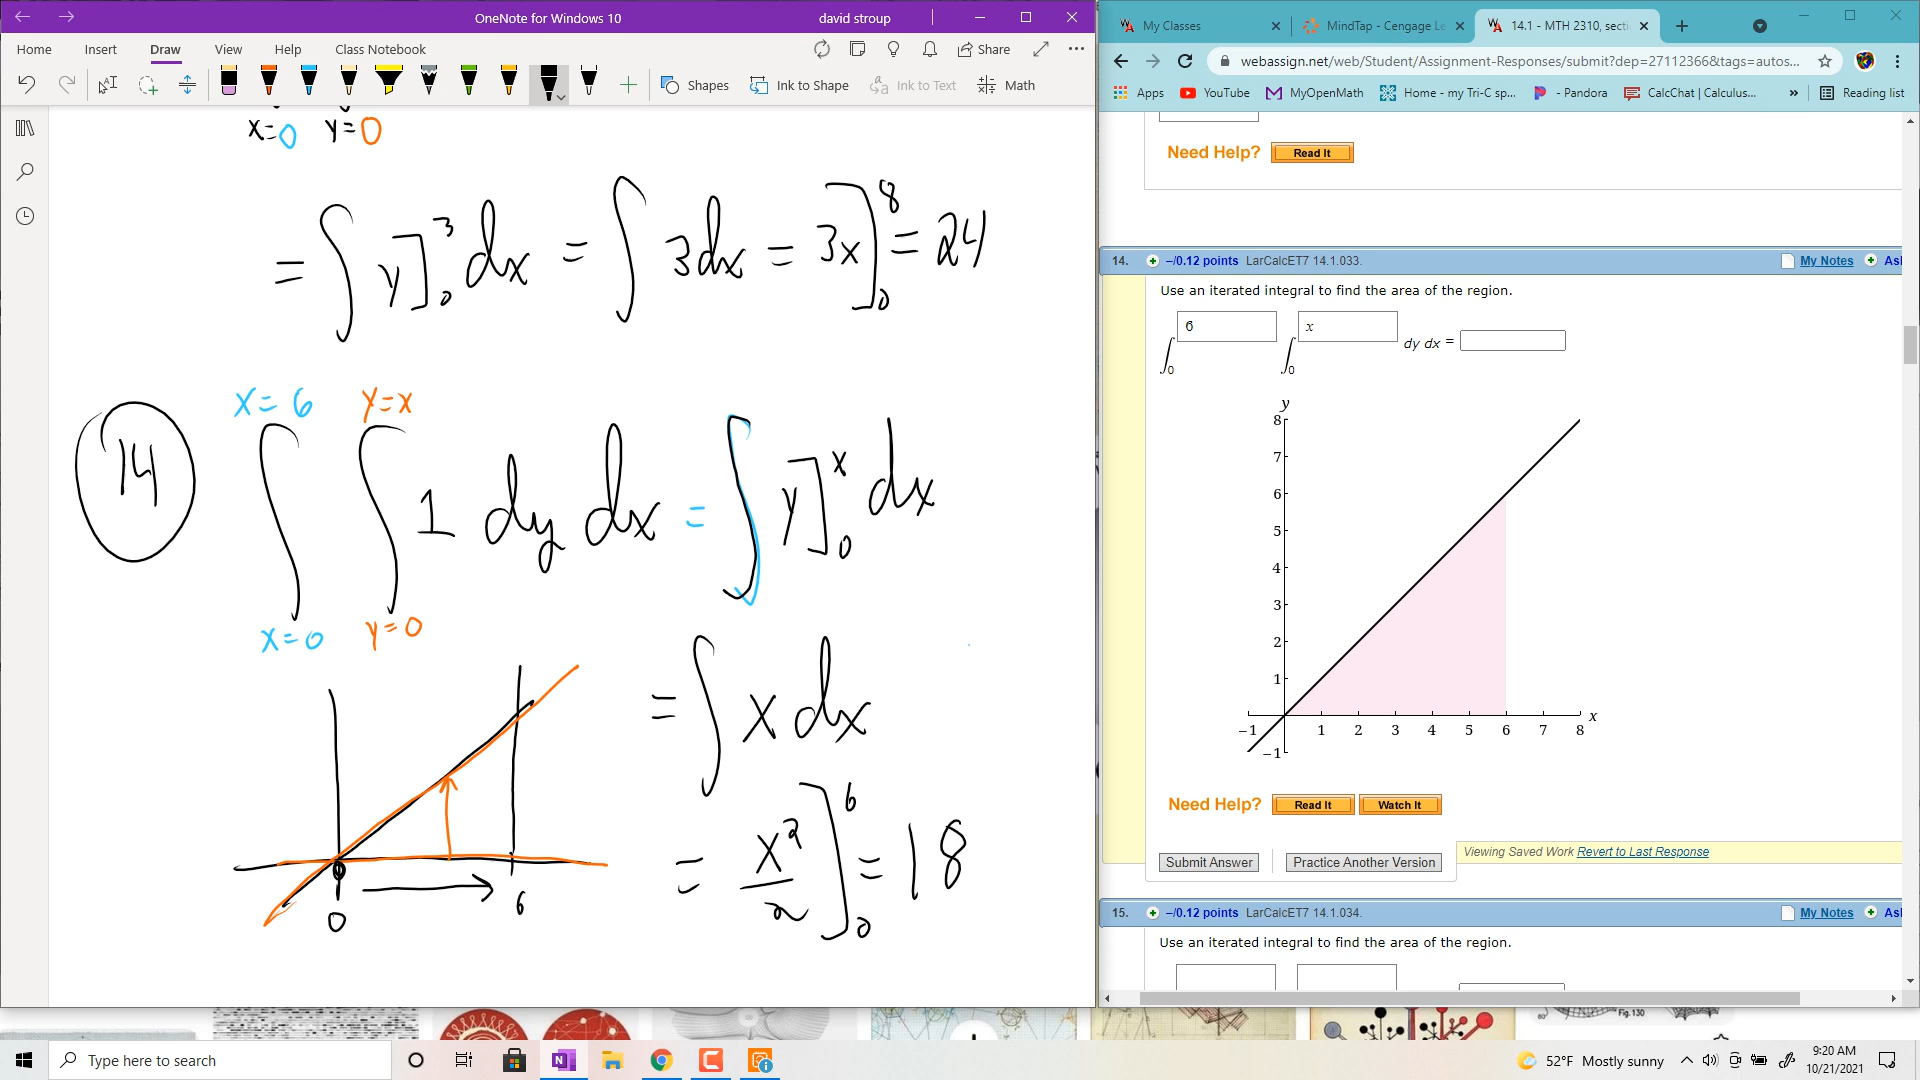 OneNote for Windows 10
david stroup
Home Insert Draw View Help Class Notebook
Share
Shapes Ink to Shape Ink to Text Math
x=0 y=0
= ∫ y]₀³ dx = ∫ 3dx = 3x]₀⁸ = 24
14
x=6 y=x
∫ ∫ 1 dy dx = ∫ y]₀ˣ dx
x=0 y=0
= ∫ x dx
= x²/2 ]₀⁶ = 18
0 6
My Classes
MindTap - Cengage Le
14.1 - MTH 2310, secti
webassign.net/web/Student/Assignment-Responses/submit?dep=27112366&tags=autos...
Apps YouTube MyOpenMath Home - my Tri-C sp... - Pandora CalcChat | Calculus... » Reading list
Need Help? Read It
14. –/0.12 points LarCalcET7 14.1.033. My Notes
Use an iterated integral to find the area of the region.
6 x
∫₀ ∫₀ dy dx =
y
8
7
6
5
4
3
2
1
−1 1 2 3 4 5 6 7 8 x
−1
Need Help? Read It Watch It
Submit Answer Practice Another Version Viewing Saved Work Revert to Last Response
15. –/0.12 points LarCalcET7 14.1.034. My Notes
Use an iterated integral to find the area of the region.
Fig.130
Type here to search
52°F Mostly sunny
9:20 AM
10/21/2021